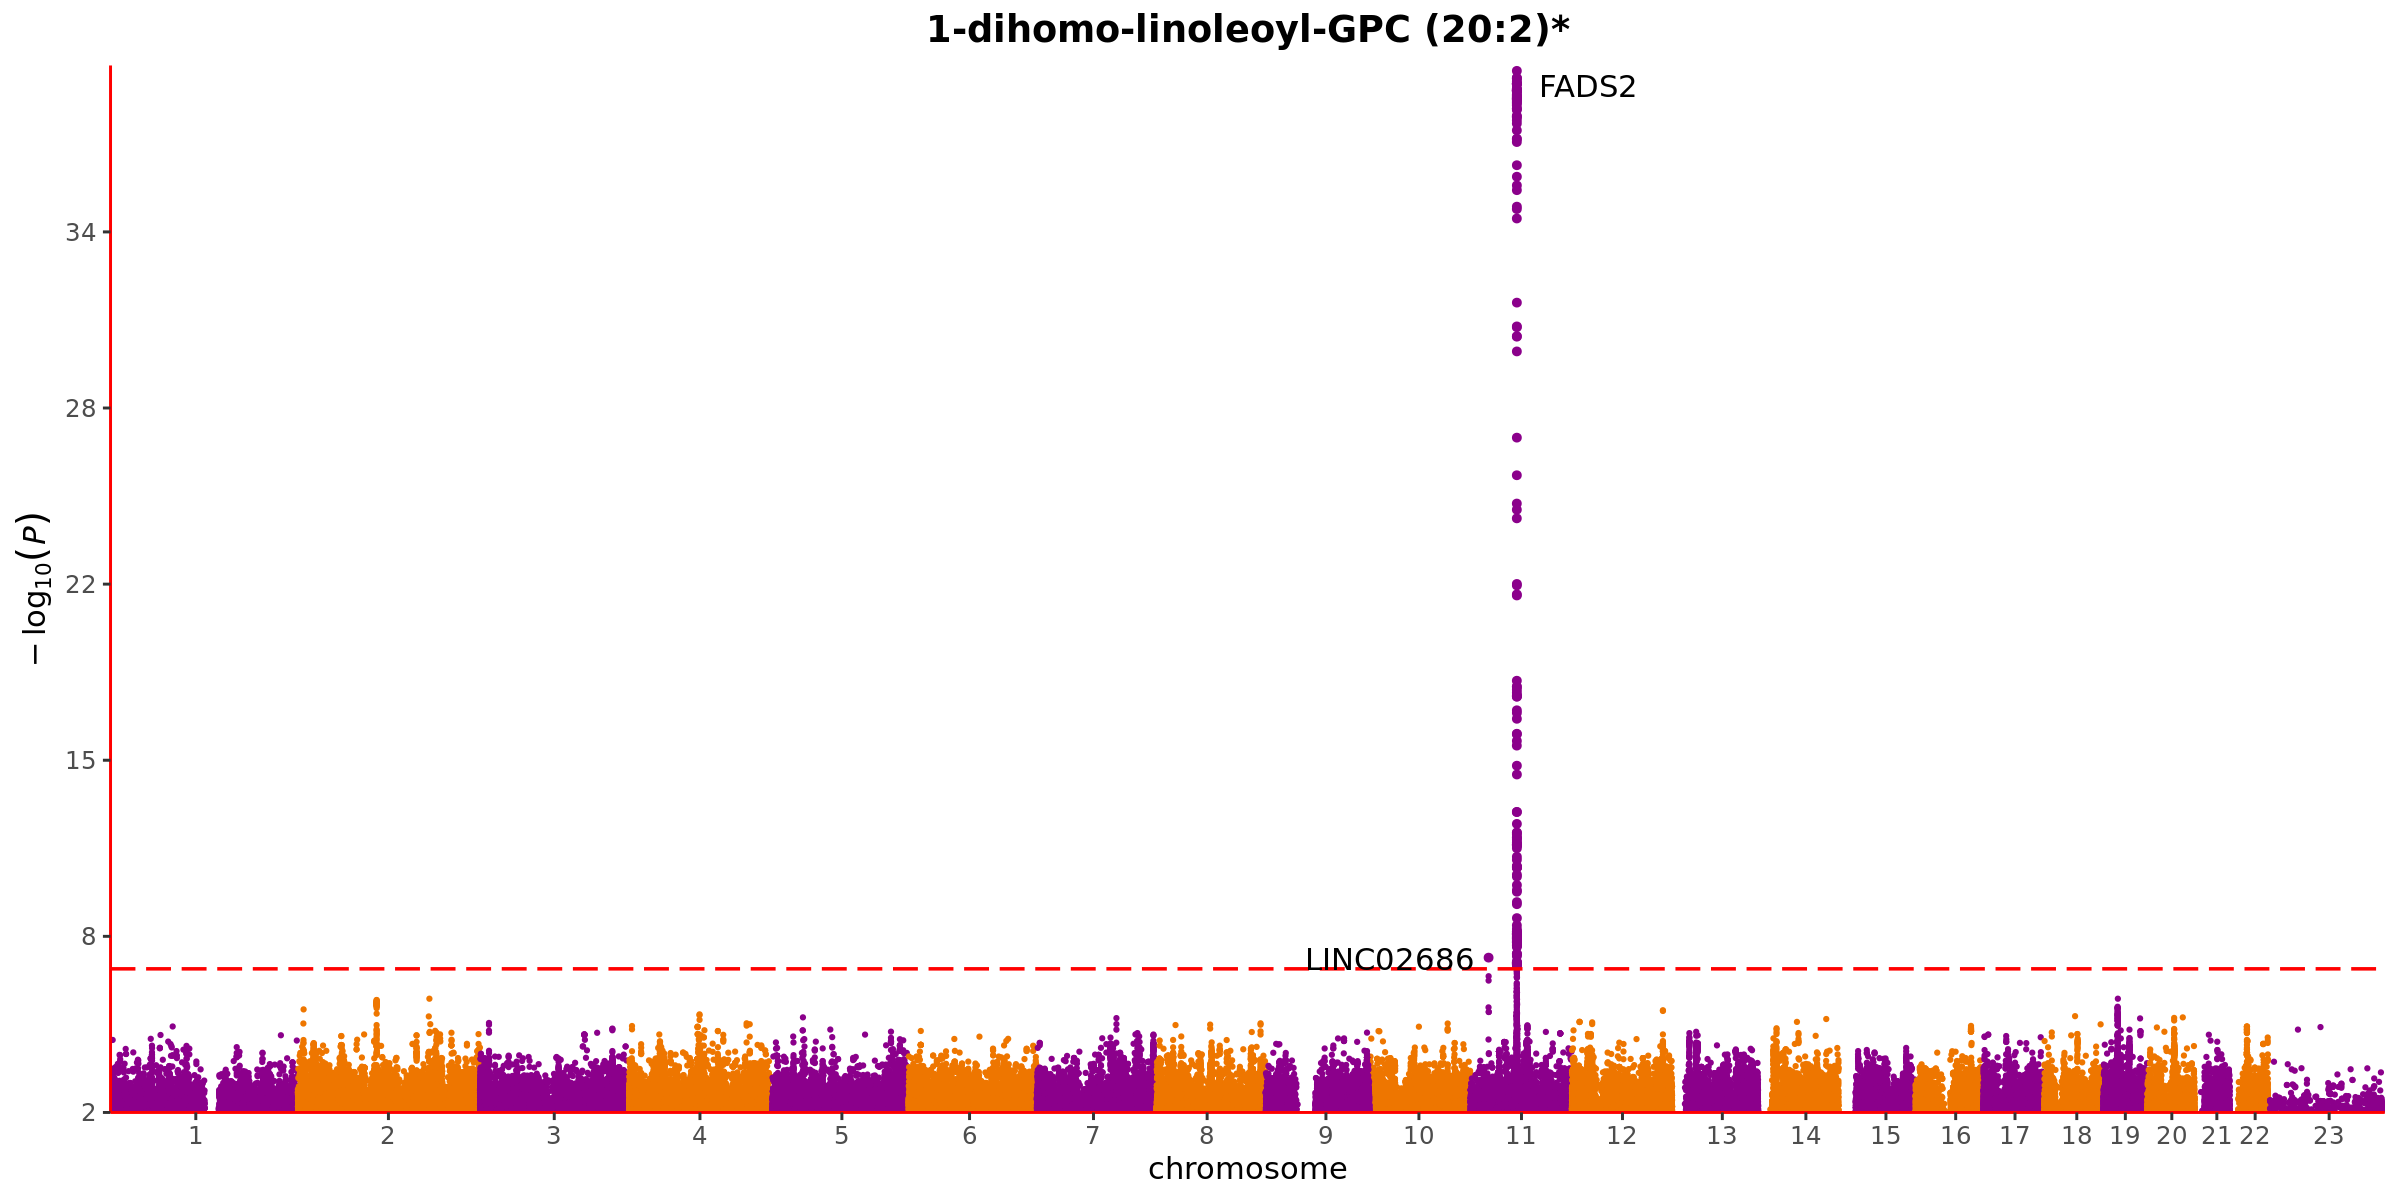 1-dihomo-linoleoyl-GPC (20:2)*
FADS2
34
28
22
15
8
2
− log₁₀(P)
LINC02686
1 2 3 4 5 6 7 8 9 10 11 12 13 14 15 16 17 18 19 20 21 22 23
chromosome